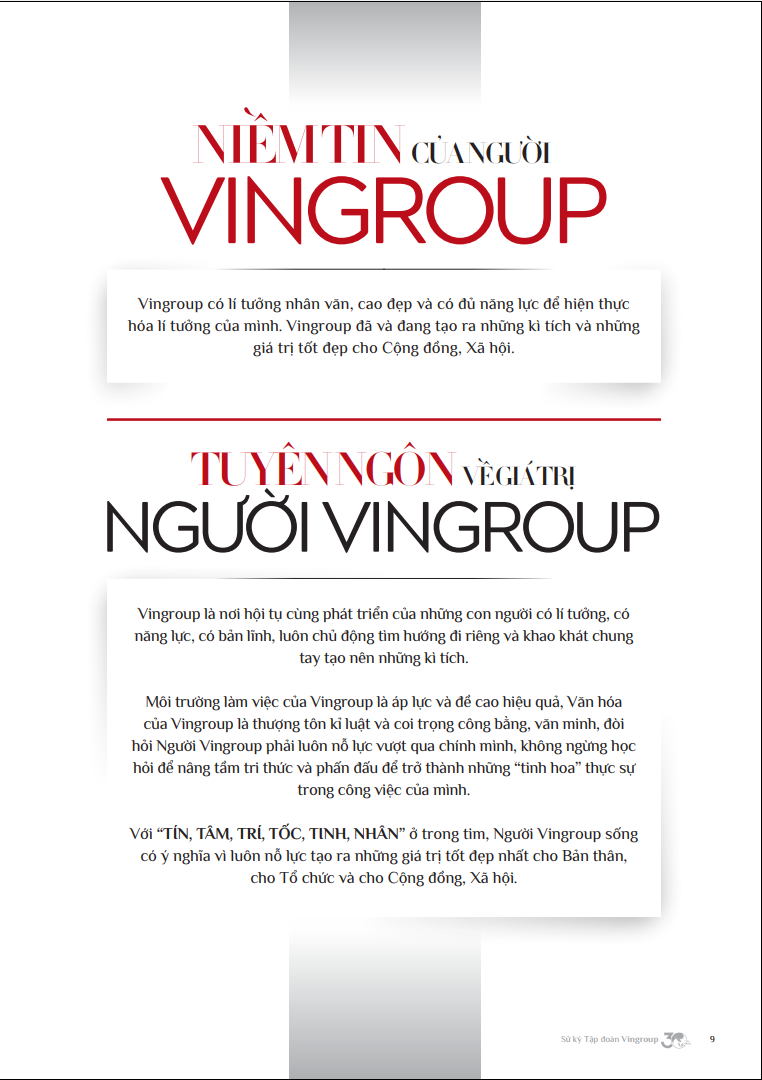 NIỀM TIN CỦA NGƯỜI
VINGROUP
Vingroup có lí tưởng nhân văn, cao đẹp và có đủ năng lực để hiện thực
hóa lí tưởng của mình. Vingroup đã và đang tạo ra những kì tích và những
giá trị tốt đẹp cho Cộng đồng, Xã hội.
TUYÊN NGÔN VỀ GIÁ TRỊ
NGƯỜI VINGROUP
Vingroup là nơi hội tụ cùng phát triển của những con người có lí tưởng, có
năng lực, có bản lĩnh, luôn chủ động tìm hướng đi riêng và khao khát chung
tay tạo nên những kì tích.
Môi trường làm việc của Vingroup là áp lực và đề cao hiệu quả, Văn hóa
của Vingroup là thượng tôn kỉ luật và coi trọng công bằng, văn minh, đòi
hỏi Người Vingroup phải luôn nỗ lực vượt qua chính mình, không ngừng học
hỏi để nâng tầm tri thức và phấn đấu để trở thành những “tinh hoa” thực sự
trong công việc của mình.
Với “TÍN, TÂM, TRÍ, TỐC, TINH, NHÂN” ở trong tim, Người Vingroup sống
có ý nghĩa vì luôn nỗ lực tạo ra những giá trị tốt đẹp nhất cho Bản thân,
cho Tổ chức và cho Cộng đồng, Xã hội.
Sử ký Tập đoàn Vingroup 30 9